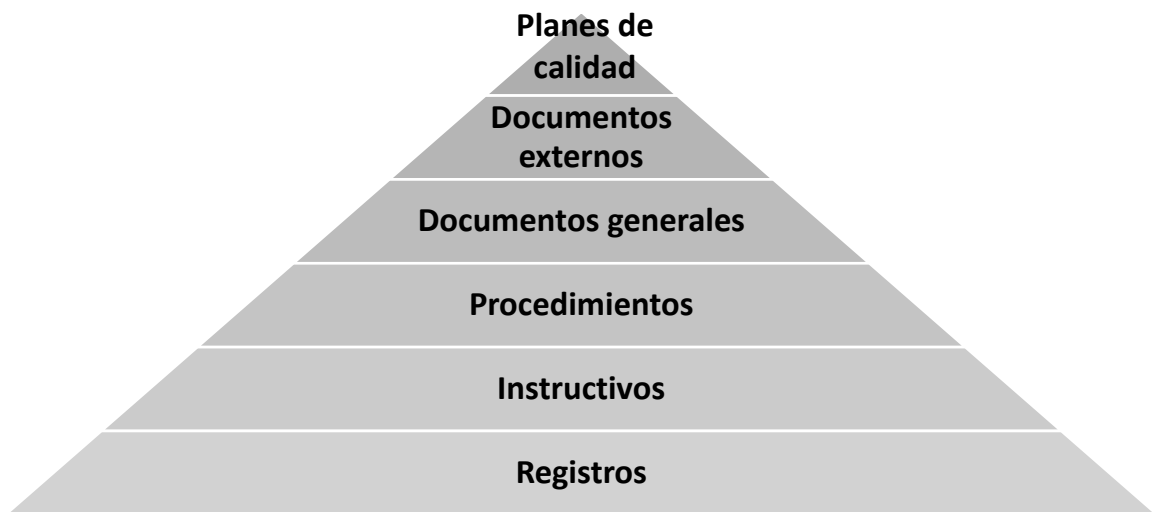 Planes de
calidad
Documentos
externos
Documentos generales
Procedimientos
Instructivos
Registros